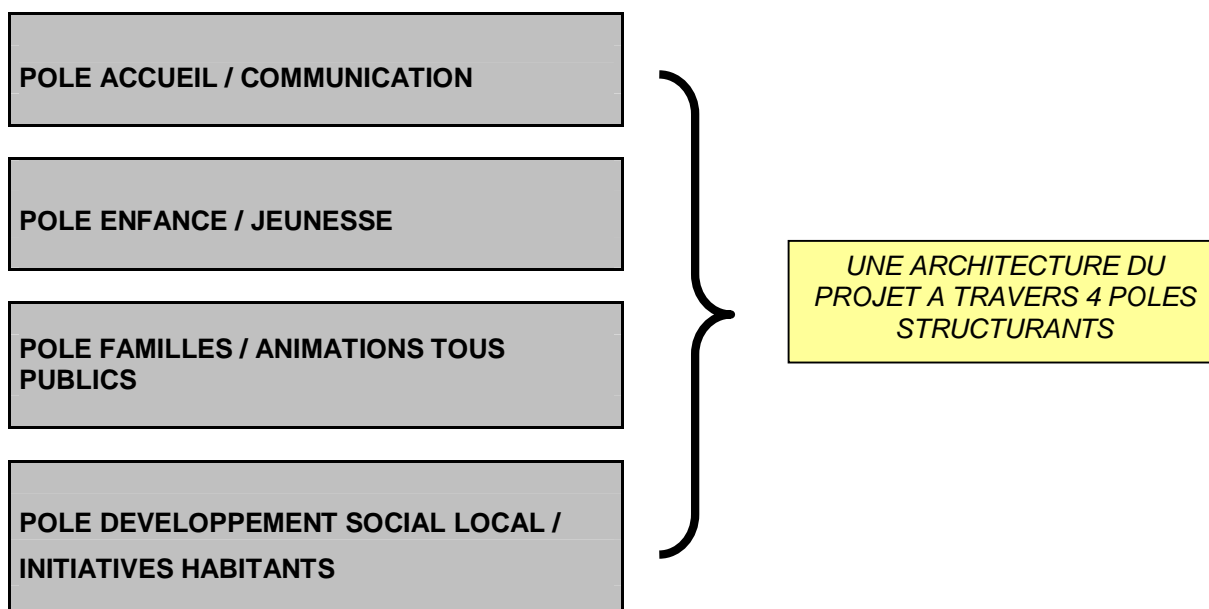 POLE ACCUEIL / COMMUNICATION
POLE ENFANCE / JEUNESSE
POLE FAMILLES / ANIMATIONS TOUS
PUBLICS
POLE DEVELOPPEMENT SOCIAL LOCAL /
INITIATIVES HABITANTS
UNE ARCHITECTURE DU
PROJET A TRAVERS 4 POLES
STRUCTURANTS